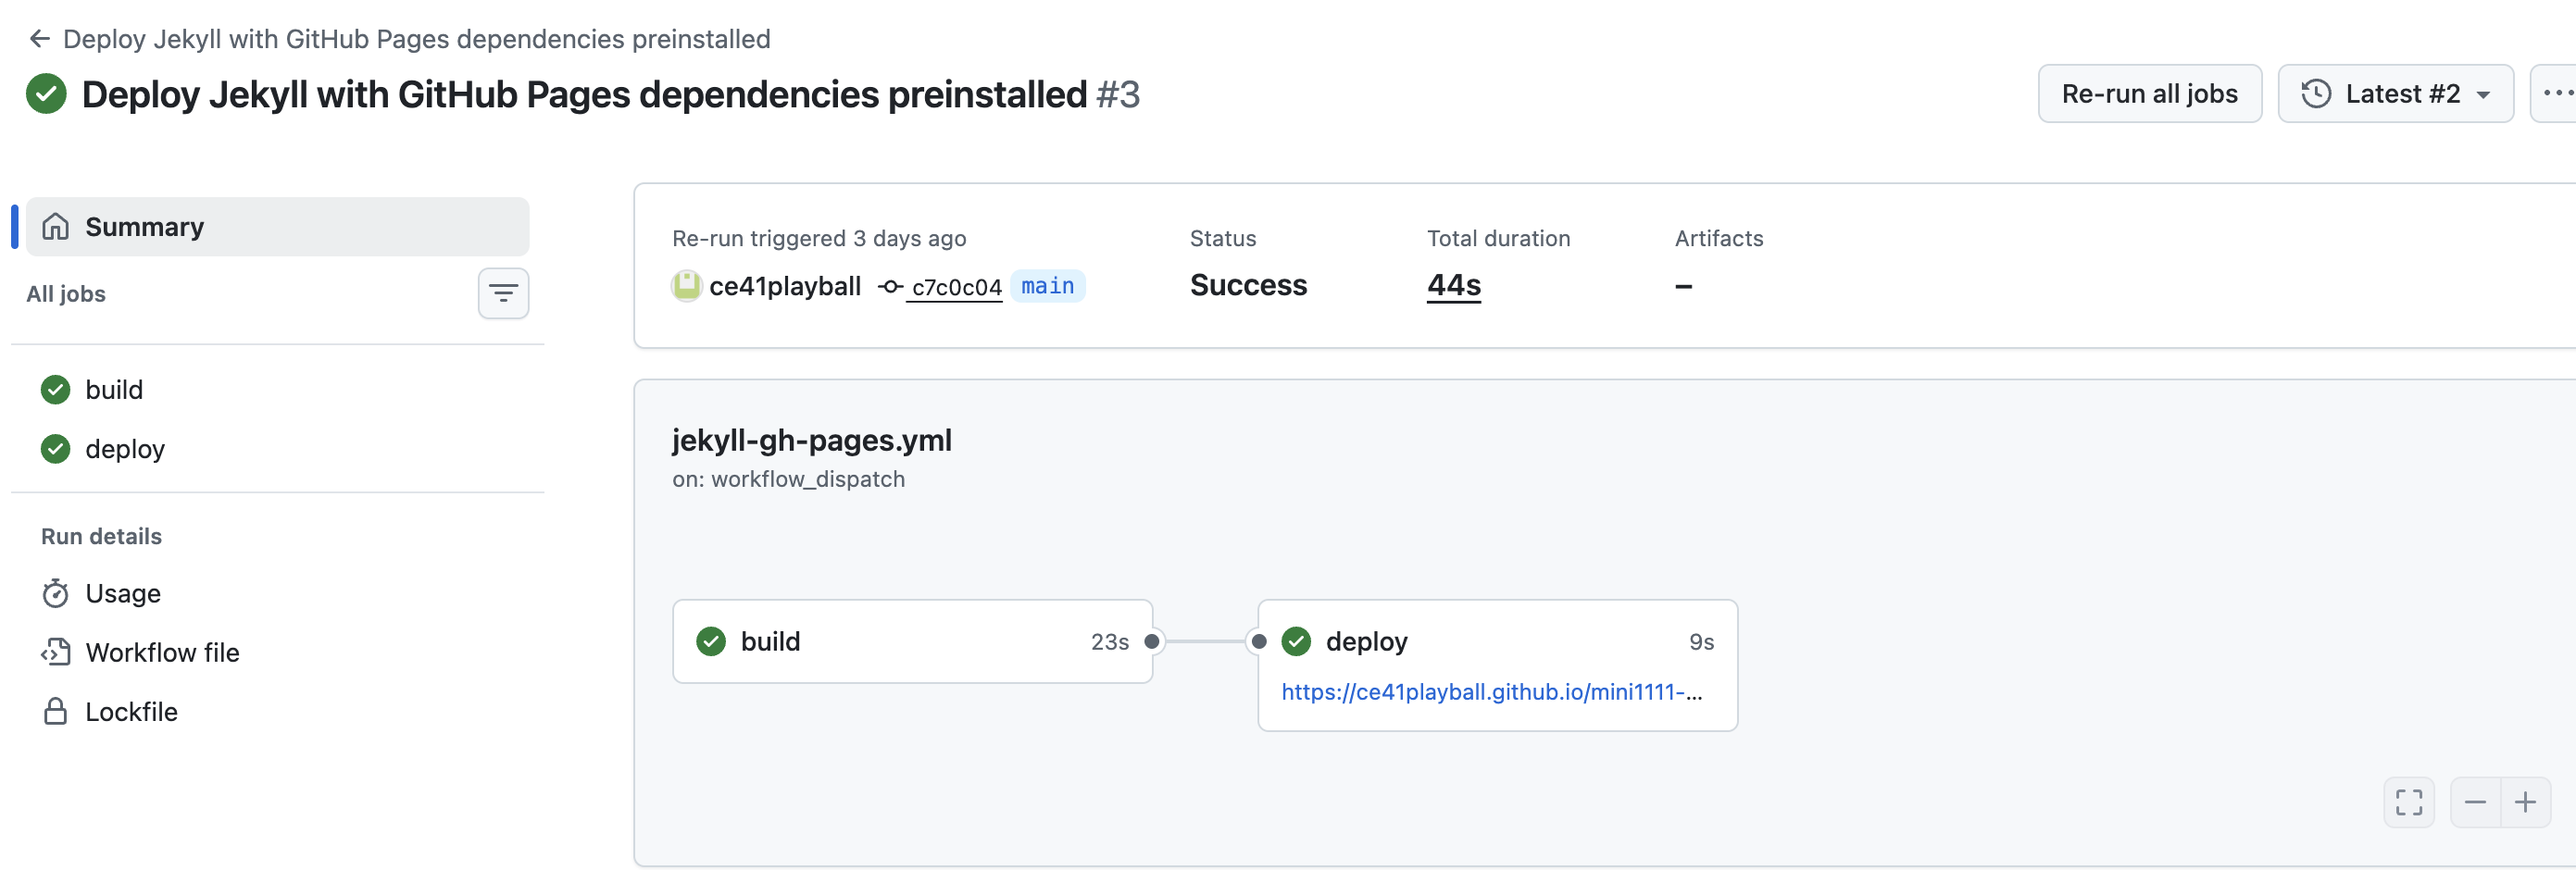 Deploy Jekyll with GitHub Pages dependencies preinstalled
Deploy Jekyll with GitHub Pages dependencies preinstalled #3
Re-run all jobs
Latest #2
Summary
All jobs
build
deploy
Run details
Usage
Workflow file
Lockfile
Re-run triggered 3 days ago
ce41playball c7c0c04 main
Status
Success
Total duration
44s
Artifacts
–
jekyll-gh-pages.yml
on: workflow_dispatch
build 23s
deploy 9s
https://ce41playball.github.io/mini1111-...